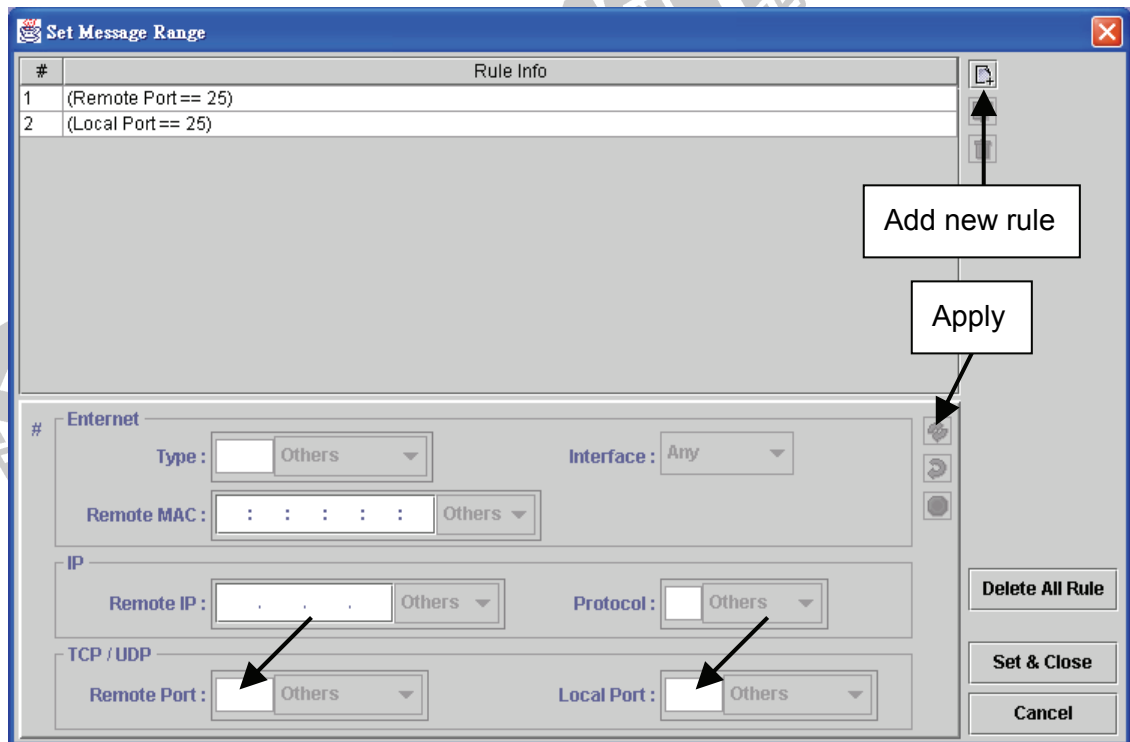 Set Message Range
# Rule Info
1 (Remote Port == 25)
2 (Local Port == 25)
Add new rule
Apply
# Enternet
Type : Others Interface : Any
Remote MAC : : : : : : Others
IP
Remote IP : . . . Others Protocol : Others
Delete All Rule
TCP / UDP
Set & Close
Remote Port : Others Local Port : Others
Cancel